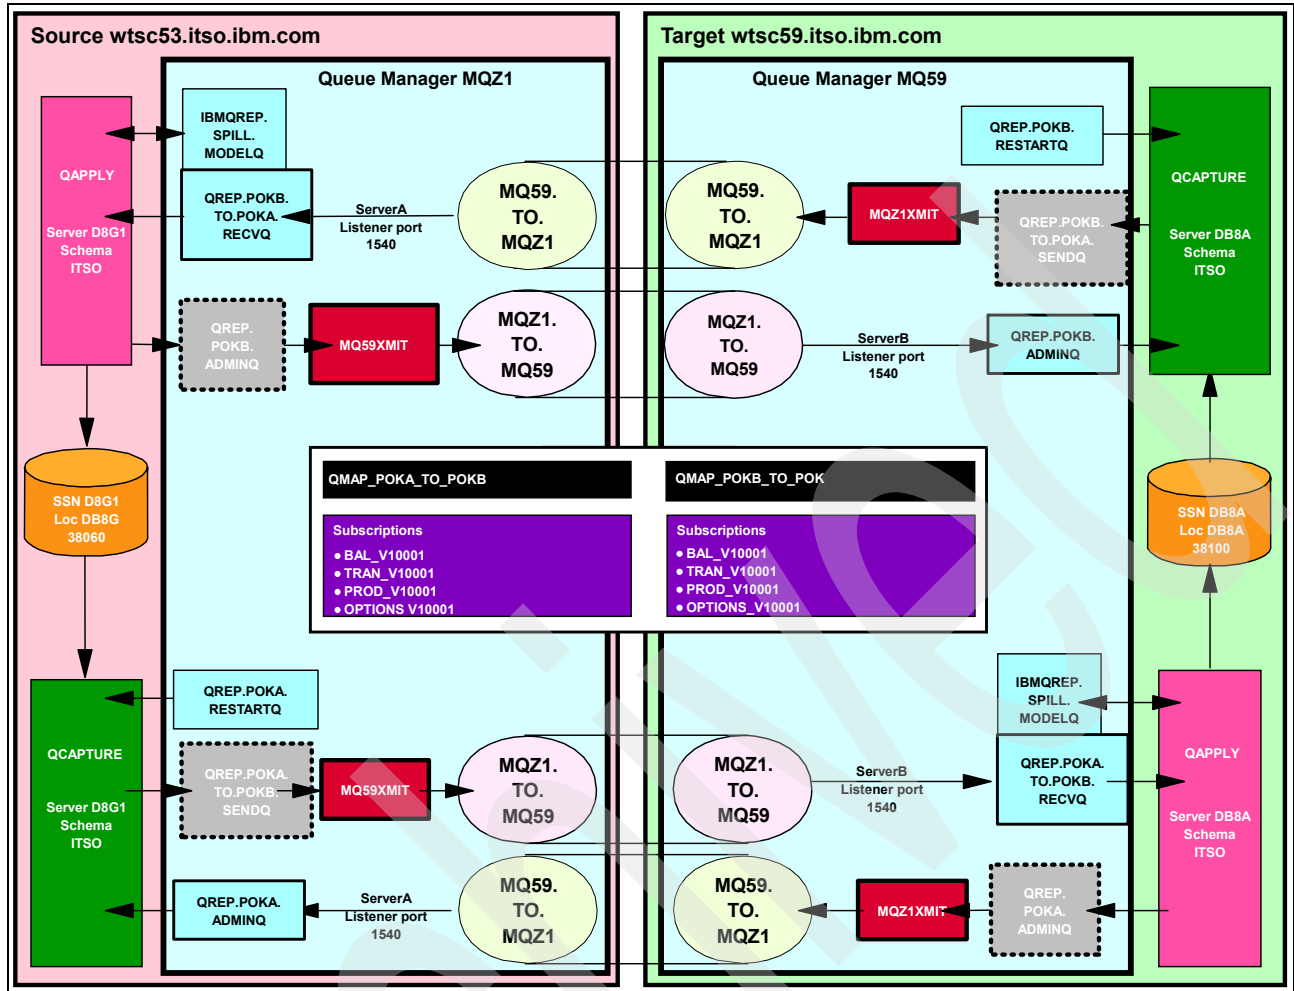 Source wtsc53.itso.ibm.com
Queue Manager MQZ1
QAPPLY
Server D8G1
Schema
ITSO
IBMQREP.
SPILL.
MODELQ
QREP.POKB.
TO.POKA.
RECVQ
ServerA
Listener port
1540
MQ59.
TO.
MQZ1
QREP.
POKB.
ADMINQ
MQ59XMIT
MQZ1.
TO.
MQ59
SSN D8G1
Loc DB8G
38060
Target wtsc59.itso.ibm.com
Queue Manager MQ59
MQ59.
TO.
MQZ1
MQZ1XMIT
QREP.POKB.
TO.POKA.
SENDQ
QREP.POKB.
RESTARTQ
QCAPTURE
Server DB8A
Schema
ITSO
MQZ1.
TO.
MQ59
ServerB
Listener port
1540
QREP.POKB.
ADMINQ
SSN DB8A
Loc DB8A
38100
QMAP_POKA_TO_POKB
Subscriptions
● BAL_V10001
● TRAN_V10001
● PROD_V10001
● OPTIONS V10001
QMAP_POKB_TO_POK
Subscriptions
● BAL_V10001
● TRAN_V10001
● PROD_V10001
● OPTIONS_V10001
QCAPTURE
Server D8G1
Schema
ITSO
QREP.POKA.
RESTARTQ
QREP.POKA.
TO.POKB.
SENDQ
MQ59XMIT
MQZ1.
TO.
MQ59
QREP.POKA.
ADMINQ
ServerA
Listener port
1540
MQ59.
TO.
MQZ1
MQZ1.
TO.
MQ59
ServerB
Listener port
1540
IBMQREP.
SPILL.
MODELQ
QREP.POKA.
TO.POKB.
RECVQ
QAPPLY
Server DB8A
Schema
ITSO
MQ59.
TO.
MQZ1
MQZ1XMIT
QREP.
POKA.
ADMINQ